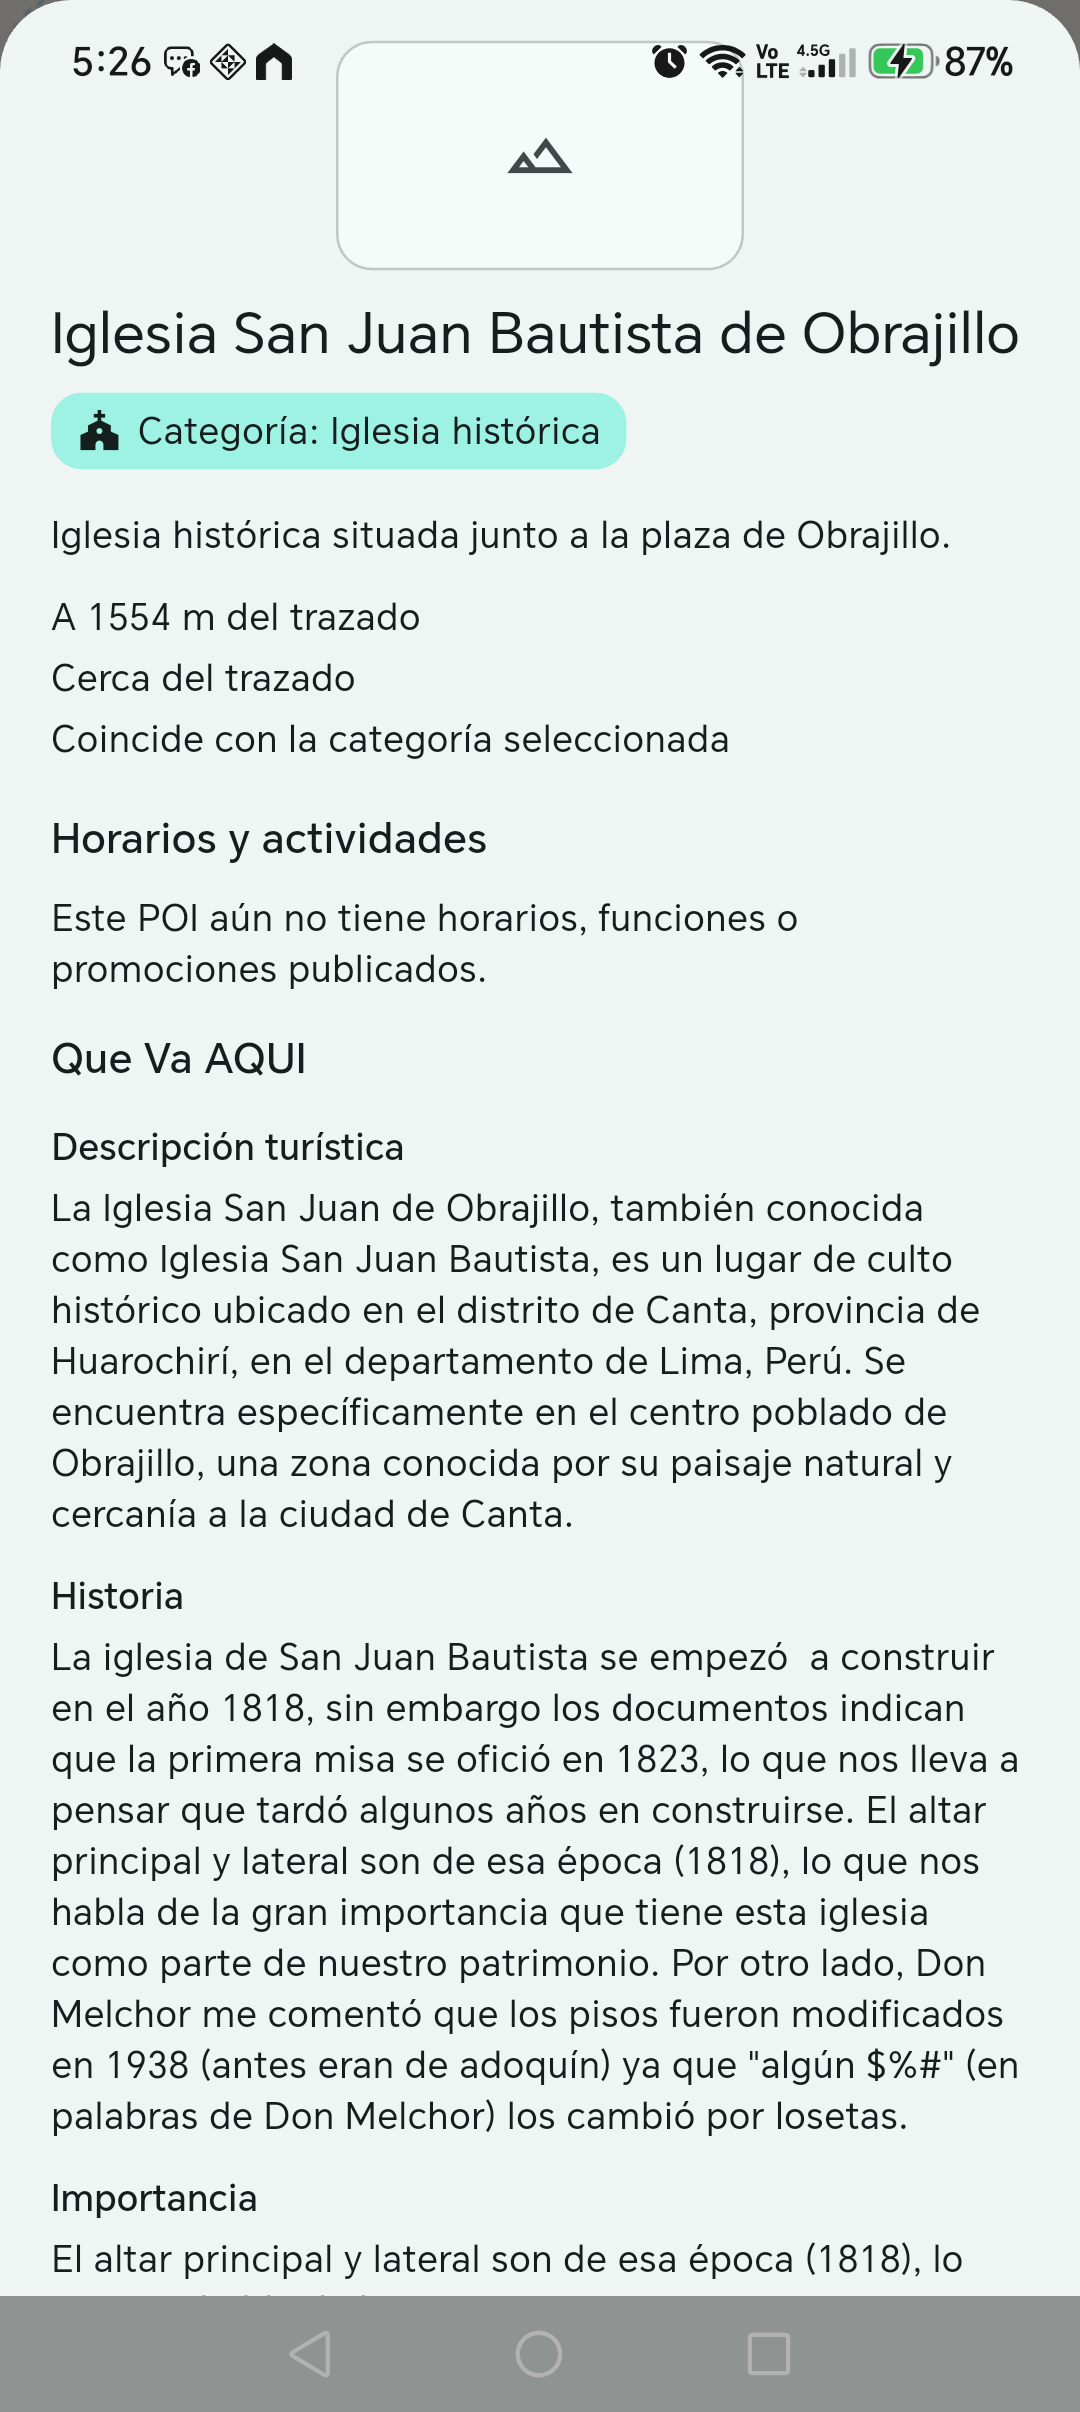 5:26
Vo LTE 4.5G 87%
Iglesia San Juan Bautista de Obrajillo
Categoría: Iglesia histórica
Iglesia histórica situada junto a la plaza de Obrajillo.
A 1554 m del trazado
Cerca del trazado
Coincide con la categoría seleccionada
Horarios y actividades
Este POI aún no tiene horarios, funciones o
promociones publicados.
Que Va AQUI
Descripción turística
La Iglesia San Juan de Obrajillo, también conocida
como Iglesia San Juan Bautista, es un lugar de culto
histórico ubicado en el distrito de Canta, provincia de
Huarochirí, en el departamento de Lima, Perú. Se
encuentra específicamente en el centro poblado de
Obrajillo, una zona conocida por su paisaje natural y
cercanía a la ciudad de Canta.
Historia
La iglesia de San Juan Bautista se empezó  a construir
en el año 1818, sin embargo los documentos indican
que la primera misa se ofició en 1823, lo que nos lleva a
pensar que tardó algunos años en construirse. El altar
principal y lateral son de esa época (1818), lo que nos
habla de la gran importancia que tiene esta iglesia
como parte de nuestro patrimonio. Por otro lado, Don
Melchor me comentó que los pisos fueron modificados
en 1938 (antes eran de adoquín) ya que "algún $%#" (en
palabras de Don Melchor) los cambió por losetas.
Importancia
El altar principal y lateral son de esa época (1818), lo